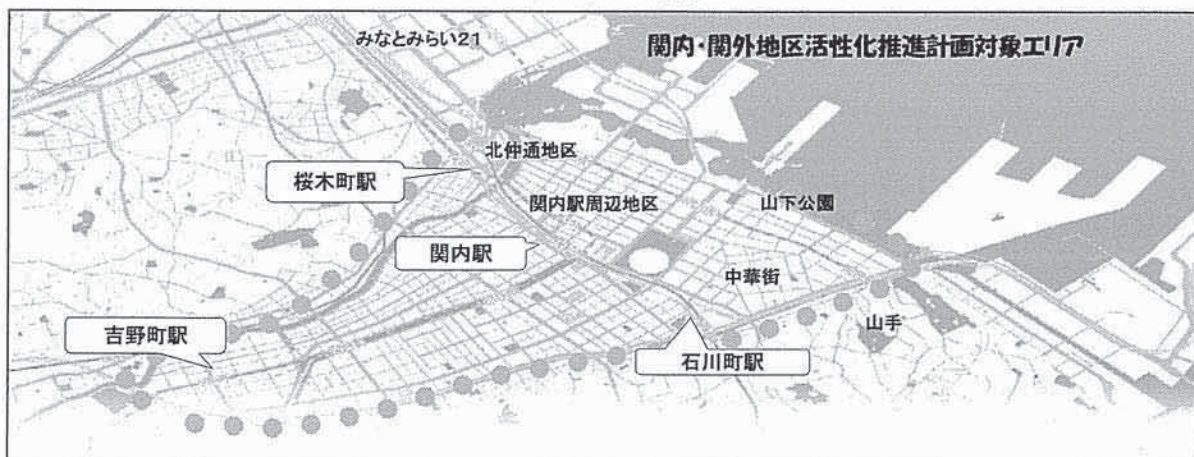 みなとみらい21
関内・関外地区活性化推進計画対象エリア
北仲通地区
桜木町駅
関内駅周辺地区
山下公園
関内駅
中華街
山手
吉野町駅
石川町駅